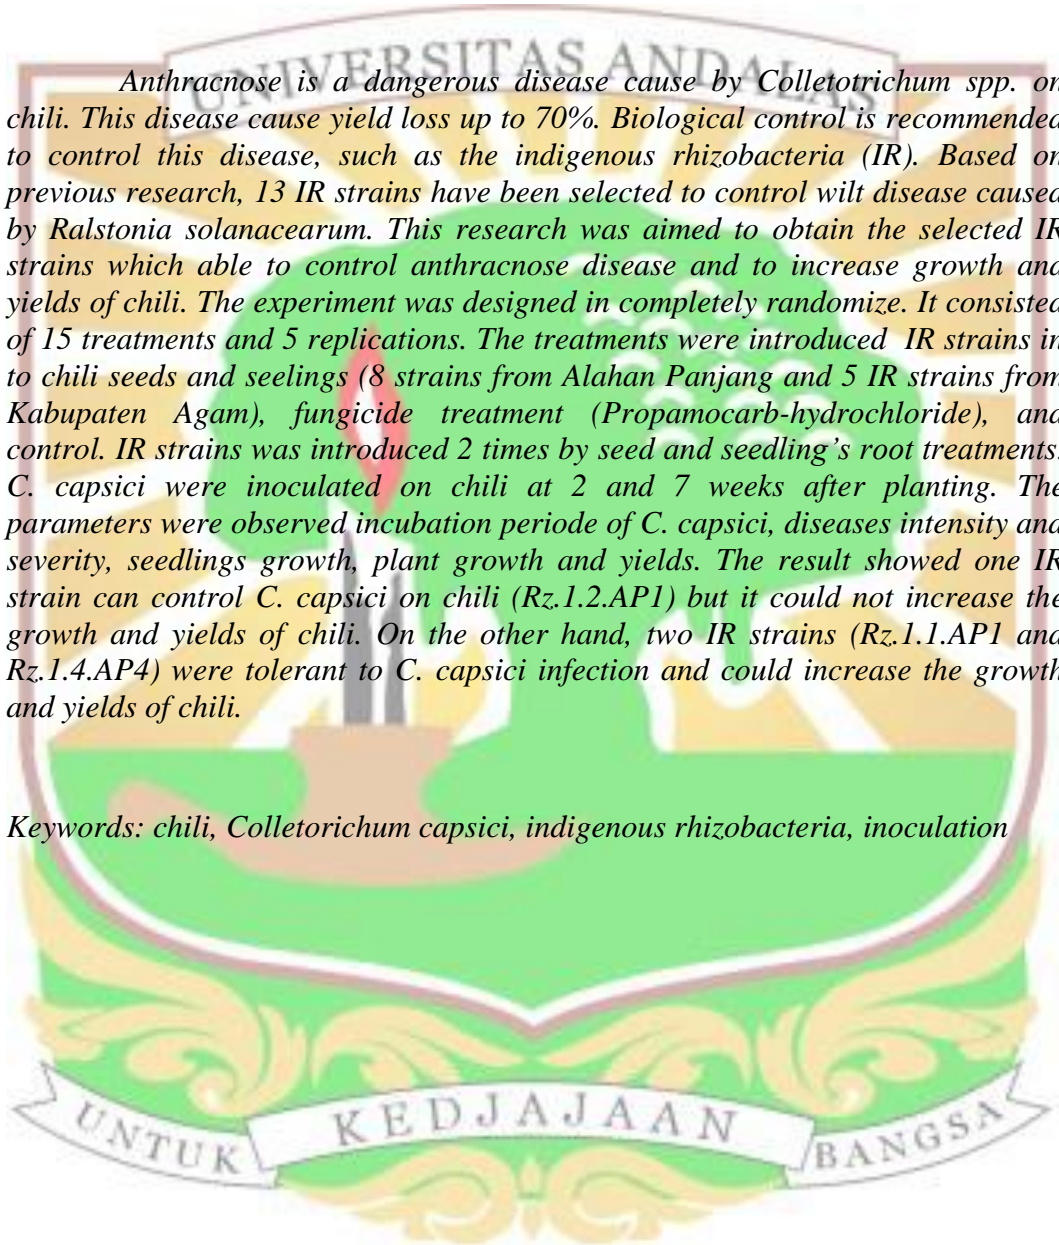 UNIVERSITAS ANDALAS
Anthracnose is a dangerous disease cause by Colletotrichum spp. on
chili. This disease cause yield loss up to 70%. Biological control is recommended
to control this disease, such as the indigenous rhizobacteria (IR). Based on
previous research, 13 IR strains have been selected to control wilt disease caused
by Ralstonia solanacearum. This research was aimed to obtain the selected IR
strains which able to control anthracnose disease and to increase growth and
yields of chili. The experiment was designed in completely randomize. It consisted
of 15 treatments and 5 replications. The treatments were introduced IR strains in
to chili seeds and seelings (8 strains from Alahan Panjang and 5 IR strains from
Kabupaten Agam), fungicide treatment (Propamocarb-hydrochloride), and
control. IR strains was introduced 2 times by seed and seedling's root treatments.
C. capsici were inoculated on chili at 2 and 7 weeks after planting. The
parameters were observed incubation periode of C. capsici, diseases intensity and
severity, seedlings growth, plant growth and yields. The result showed one IR
strain can control C. capsici on chili (Rz.1.2.AP1) but it could not increase the
growth and yields of chili. On the other hand, two IR strains (Rz.1.1.AP1 and
Rz.1.4.AP4) were tolerant to C. capsici infection and could increase the growth
and yields of chili.
Keywords: chili, Colletorichum capsici, indigenous rhizobacteria, inoculation
UNTUK KEDJAJAAN BANGSA